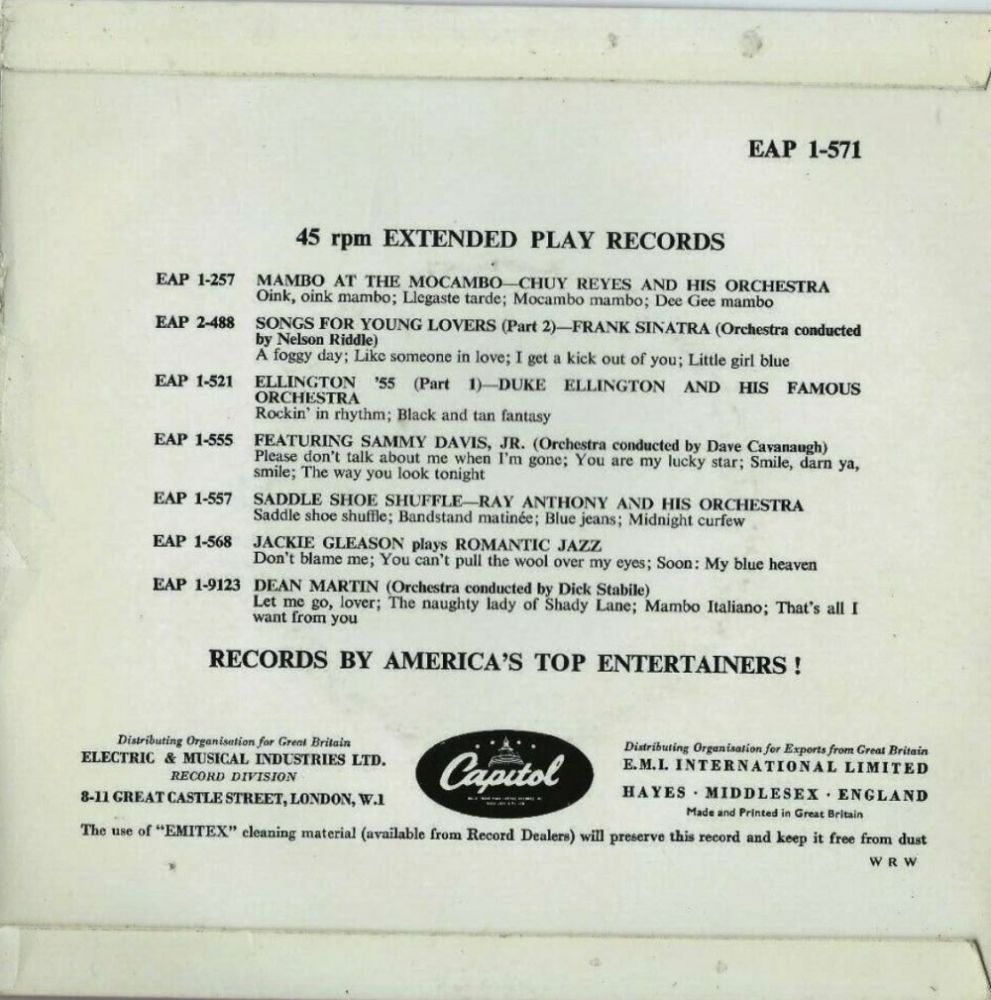 EAP 1-571
45 rpm EXTENDED PLAY RECORDS
EAP 1-257 MAMBO AT THE MOCAMBO—CHUY REYES AND HIS ORCHESTRA
Oink, oink mambo; Llegaste tarde; Mocambo mambo; Dee Gee mambo
EAP 2-488 SONGS FOR YOUNG LOVERS (Part 2)—FRANK SINATRA (Orchestra conducted
by Nelson Riddle)
A foggy day; Like someone in love; I get a kick out of you; Little girl blue
EAP 1-521 ELLINGTON '55 (Part 1)—DUKE ELLINGTON AND HIS FAMOUS
ORCHESTRA
Rockin' in rhythm; Black and tan fantasy
EAP 1-555 FEATURING SAMMY DAVIS, JR. (Orchestra conducted by Dave Cavanaugh)
Please don't talk about me when I'm gone; You are my lucky star; Smile, darn ya,
smile; The way you look tonight
EAP 1-557 SADDLE SHOE SHUFFLE—RAY ANTHONY AND HIS ORCHESTRA
Saddle shoe shuffle; Bandstand matinée; Blue jeans; Midnight curfew
EAP 1-568 JACKIE GLEASON plays ROMANTIC JAZZ
Don't blame me; You can't pull the wool over my eyes; Soon: My blue heaven
EAP 1-9123 DEAN MARTIN (Orchestra conducted by Dick Stabile)
Let me go, lover; The naughty lady of Shady Lane; Mambo Italiano; That's all I
want from you
RECORDS BY AMERICA'S TOP ENTERTAINERS !
Distributing Organisation for Great Britain
ELECTRIC & MUSICAL INDUSTRIES LTD.
RECORD DIVISION
8-11 GREAT CASTLE STREET, LONDON, W.1
Capitol
Distributing Organisation for Exports from Great Britain
E.M.I. INTERNATIONAL LIMITED
HAYES · MIDDLESEX · ENGLAND
Made and Printed in Great Britain
The use of "EMITEX" cleaning material (available from Record Dealers) will preserve this record and keep it free from dust
W R W